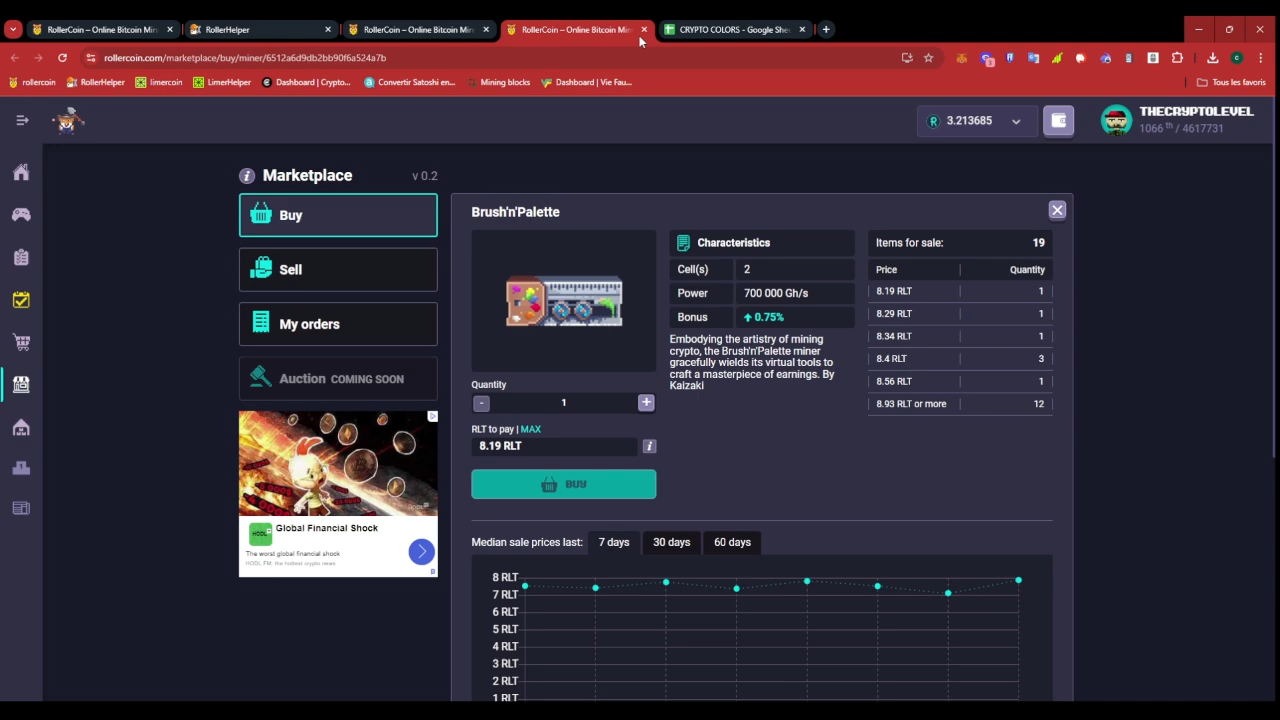 RollerCoin – Online Bitcoin Min
RollerHelper
RollerCoin – Online Bitcoin Min
RollerCoin – Online Bitcoin Min
CRYPTO COLORS - Google She
rollercoin.com/marketplace/buy/miner/6512a6d9db2bb90f6a524a7b
rollercoin
RollerHelper
limercoin
LimerHelper
Dashboard | Crypto...
Convertir Satoshi en...
Mining blocks
Dashboard | Vie Fau...
Tous les favoris
R 3.213685
THECRYPTOLEVEL
1066 th / 4617731
Marketplace
v 0.2
Buy
Sell
My orders
Auction COMING SOON
Global Financial Shock
The worst global financial shock
HODL FM: the hottest crypto news
Brush'n'Palette
Quantity
- 1 +
RLT to pay | MAX
8.19 RLT
BUY
Characteristics
Cell(s) 2
Power 700 000 Gh/s
Bonus 0.75%
Embodying the artistry of mining
crypto, the Brush'n'Palette miner
gracefully wields its virtual tools to
craft a masterpiece of earnings. By
Kaizaki
Items for sale: 19
Price Quantity
8.19 RLT 1
8.29 RLT 1
8.34 RLT 1
8.4 RLT 3
8.56 RLT 1
8.93 RLT or more 12
Median sale prices last: 7 days 30 days 60 days
8 RLT
7 RLT
6 RLT
5 RLT
4 RLT
3 RLT
2 RLT
1 RLT